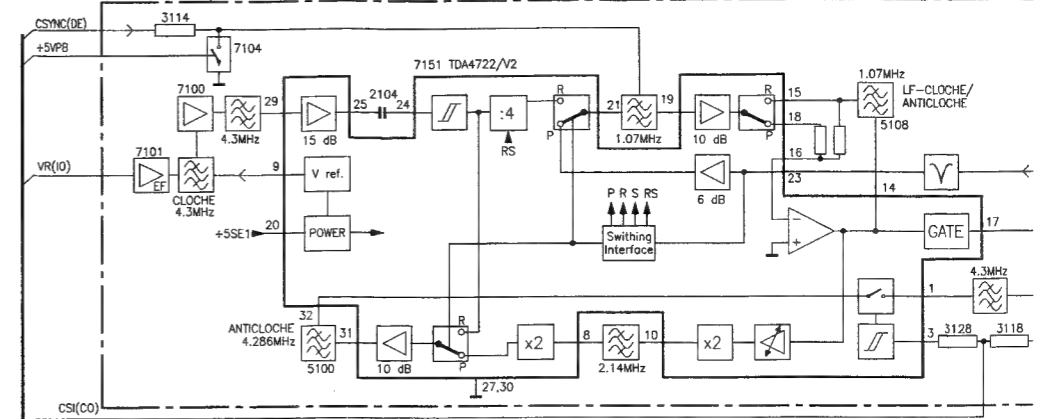 3114
CSYNC(DE)
+5VPB
7104
7100
29
4.3MHz
7151 TDA4722/V2
15 dB
25
2104
24
:4
RS
R
P
21
1.07MHz
19
10 dB
R
P
15
18
16
1.07MHz
LF-CLOCHE/
ANTICLOCHE
5108
VR(IO)
7101
EF
CLOCHE
4.3MHz
9
V ref.
6 dB
23
14
+5SE1
20
POWER
P R S RS
Swithing
Interface
-
+
GATE
17
32
ANTICLOCHE
4.286MHz
31
5100
10 dB
R
P
x2
8
2.14MHz
10
x2
1
4.3MHz
3
3128
3118
27,30
CSI(CO)